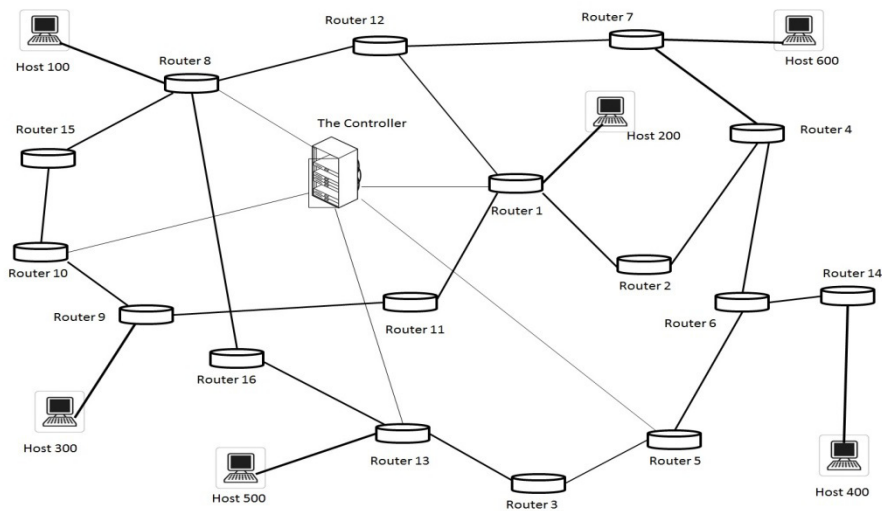 Router 12
Router 7
Host 100
Router 8
Host 600
The Controller
Router 15
Host 200
Router 4
Router 1
Router 10
Router 2
Router 14
Router 9
Router 11
Router 6
Router 16
Host 300
Router 13
Router 5
Host 500
Router 3
Host 400